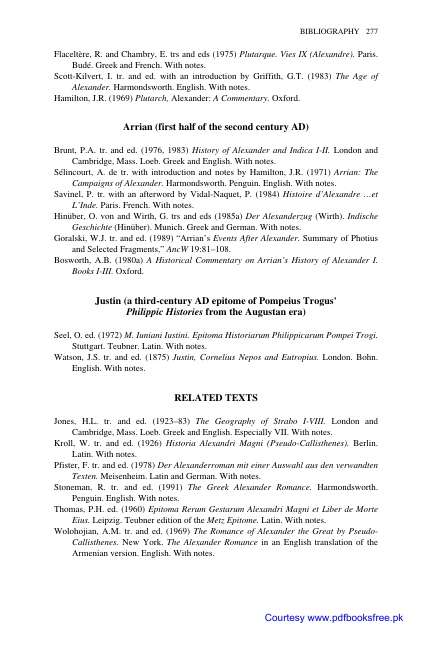 BIBLIOGRAPHY 277
Flaceltère, R. and Chambry, E. trs and eds (1975) Plutarque. Vies IX (Alexandre). Paris.
Budé. Greek and French. With notes.
Scott-Kilvert, I. tr. and ed. with an introduction by Griffith, G.T. (1983) The Age of
Alexander. Harmondsworth. English. With notes.
Hamilton, J.R. (1969) Plutarch, Alexander: A Commentary. Oxford.
Arrian (first half of the second century AD)
Brunt, P.A. tr. and ed. (1976, 1983) History of Alexander and Indica I-II. London and
Cambridge, Mass. Loeb. Greek and English. With notes.
Sélincourt, A. de tr. with introduction and notes by Hamilton, J.R. (1971) Arrian: The
Campaigns of Alexander. Harmondsworth. Penguin. English. With notes.
Savinel, P. tr. with an afterword by Vidal-Naquet, P. (1984) Histoire d'Alexandre …et
L'Inde. Paris. French. With notes.
Hinüber, O. von and Wirth, G. trs and eds (1985a) Der Alexanderzug (Wirth). Indische
Geschichte (Hinüber). Munich. Greek and German. With notes.
Goralski, W.J. tr. and ed. (1989) “Arrian's Events After Alexander. Summary of Photius
and Selected Fragments,” AncW 19:81–108.
Bosworth, A.B. (1980a) A Historical Commentary on Arrian's History of Alexander I.
Books I-III. Oxford.
Justin (a third-century AD epitome of Pompeius Trogus'
Philippic Histories from the Augustan era)
Seel, O. ed. (1972) M. Iuniani Iustini. Epitoma Historiarum Philippicarum Pompei Trogi.
Stuttgart. Teubner. Latin. With notes.
Watson, J.S. tr. and ed. (1875) Justin, Cornelius Nepos and Eutropius. London. Bohn.
English. With notes.
RELATED TEXTS
Jones, H.L. tr. and ed. (1923–83) The Geography of Strabo I-VIII. London and
Cambridge, Mass. Loeb. Greek and English. Especially VII. With notes.
Kroll, W. tr. and ed. (1926) Historia Alexandri Magni (Pseudo-Callisthenes). Berlin.
Latin. With notes.
Pfister, F. tr. and ed. (1978) Der Alexanderroman mit einer Auswahl aus den verwandten
Texten. Meisenheim. Latin and German. With notes.
Stoneman, R. tr. and ed. (1991) The Greek Alexander Romance. Harmondsworth.
Penguin. English. With notes.
Thomas, P.H. ed. (1960) Epitoma Rerum Gestarum Alexandri Magni et Liber de Morte
Eius. Leipzig. Teubner edition of the Metz Epitome. Latin. With notes.
Wolohojian, A.M. tr. and ed. (1969) The Romance of Alexander the Great by Pseudo-
Callisthenes. New York. The Alexander Romance in an English translation of the
Armenian version. English. With notes.
Courtesy www.pdfbooksfree.pk